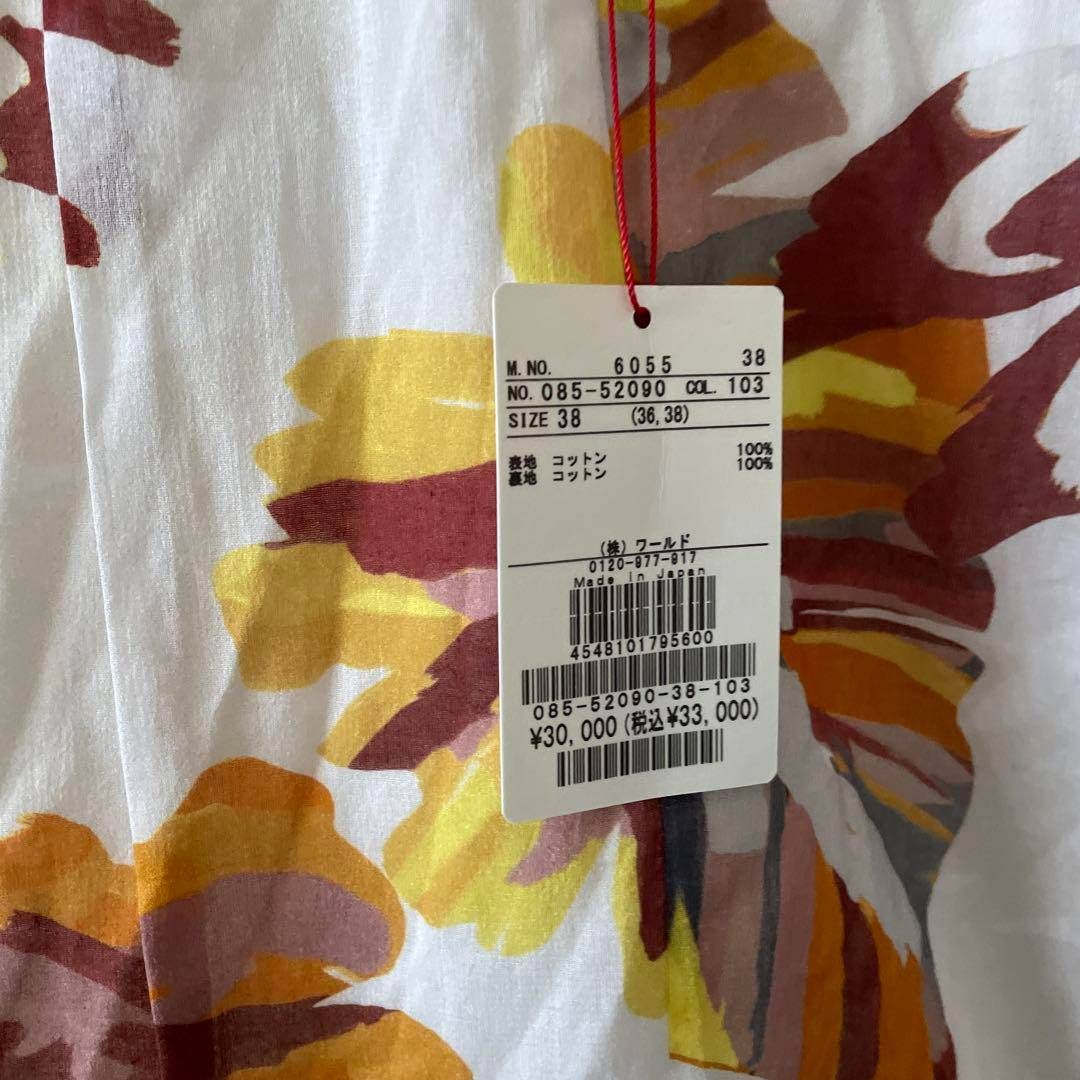 M.NO. 6055 38
NO. 085-52090 COL. 103
SIZE 38 (36,38)
表地 コットン 100%
裏地 コットン 100%
(株) ワールド
0120-977-917
Made in Japan
4548101795600
085-52090-38-103
¥30,000(税込¥33,000)